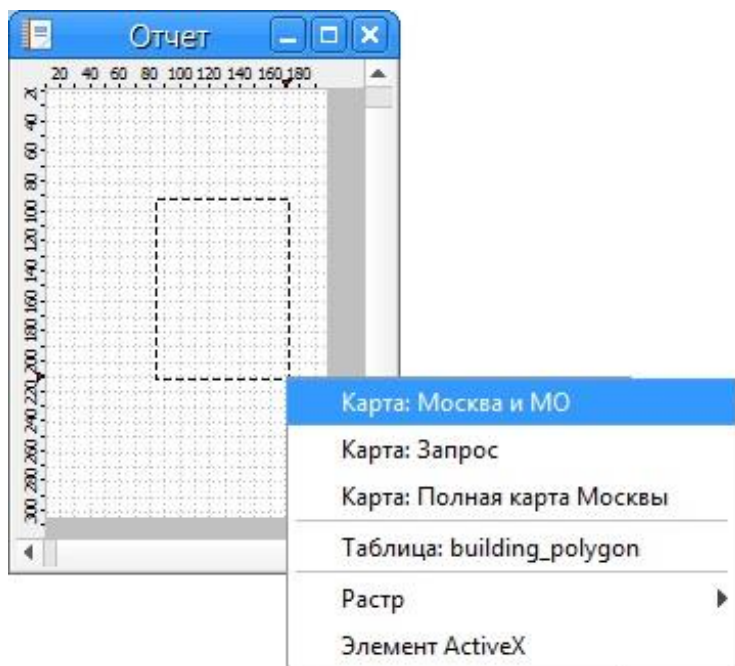 Отчет
20 40 60 80 100 120 140 160 180
20
40
60
80
100
120
140
160
180
200
220
240
260
280
300
Карта: Москва и МО
Карта: Запрос
Карта: Полная карта Москвы
Таблица: building_polygon
Растр
Элемент ActiveX